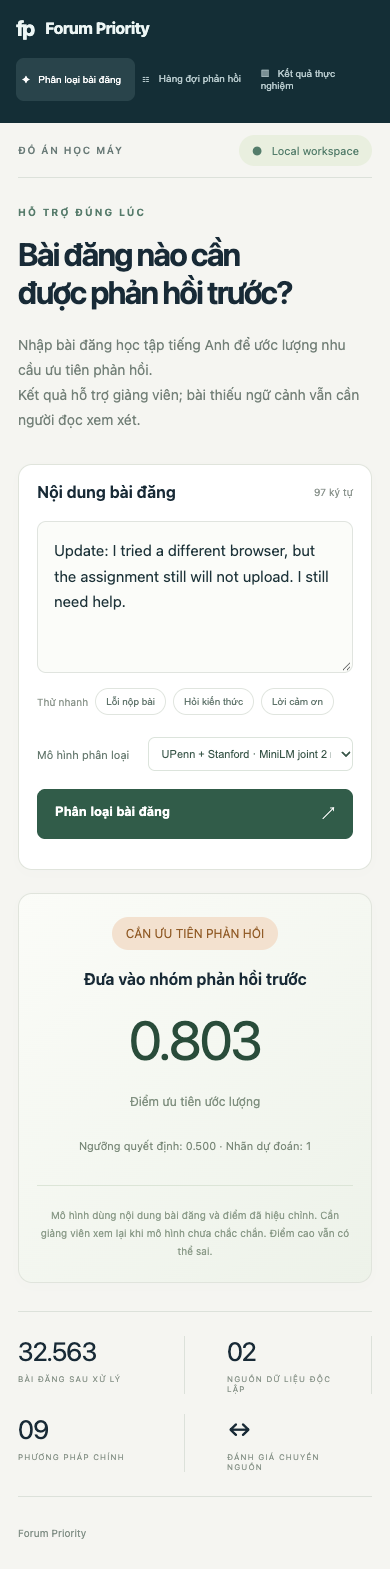 fp Forum Priority
Phân loại bài đăng
Hàng đợi phản hồi
Kết quả thực
nghiệm
ĐỒ ÁN HỌC MÁY
Local workspace
HỖ TRỢ ĐÚNG LÚC
Bài đăng nào cần
được phản hồi trước?
Nhập bài đăng học tập tiếng Anh để ước lượng nhu
cầu ưu tiên phản hồi.
Kết quả hỗ trợ giảng viên; bài thiếu ngữ cảnh vẫn cần
người đọc xem xét.
Nội dung bài đăng
97 ký tự
Update: I tried a different browser, but
the assignment still will not upload. I still
need help.
Thử nhanh
Lỗi nộp bài
Hỏi kiến thức
Lời cảm ơn
Mô hình phân loại
UPenn + Stanford · MiniLM joint 2
Phân loại bài đăng ↗
CẦN ƯU TIÊN PHẢN HỒI
Đưa vào nhóm phản hồi trước
0.803
Điểm ưu tiên ước lượng
Ngưỡng quyết định: 0.500 · Nhãn dự đoán: 1
Mô hình dùng nội dung bài đăng và điểm đã hiệu chỉnh. Cần
giảng viên xem lại khi mô hình chưa chắc chắn. Điểm cao vẫn có
thể sai.
32.563
BÀI ĐĂNG SAU XỬ LÝ
02
NGUỒN DỮ LIỆU ĐỘC
LẬP
09
PHƯƠNG PHÁP CHÍNH
↔
ĐÁNH GIÁ CHUYỂN
NGUỒN
Forum Priority